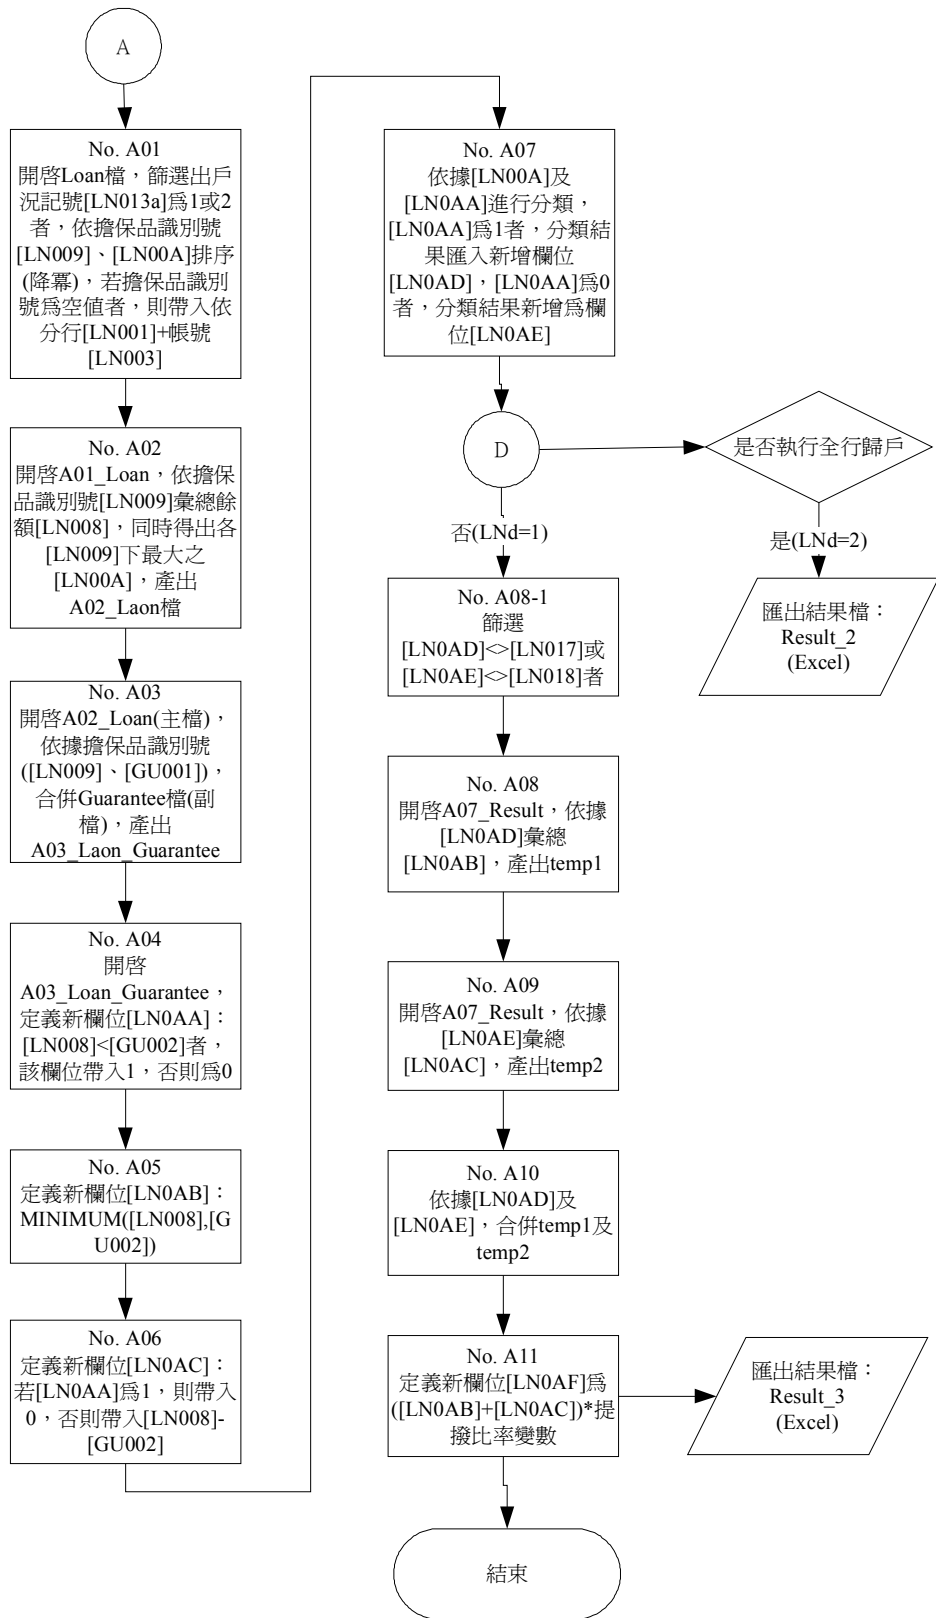 A
No. A01
開啓Loan檔，篩選出戶
況記號[LN013a]爲1或2
者，依擔保品識別號
[LN009]、[LN00A]排序
(降冪)，若擔保品識別
號爲空值者，則帶入依
分行[LN001]+帳號
[LN003]
No. A02
開啓A01_Loan，依擔保
品識別號[LN009]彙總餘
額[LN008]，同時得出各
[LN009]下最大之
[LN00A]，產出
A02_Laon檔
No. A03
開啓A02_Loan(主檔)，
依據擔保品識別號
([LN009]、[GU001])，
合併Guarantee檔(副
檔)，產出
A03_Laon_Guarantee
No. A04
開啓
A03_Loan_Guarantee，
定義新欄位[LN0AA]：
[LN008]<[GU002]者，
該欄位帶入1，否則爲0
No. A05
定義新欄位[LN0AB]：
MINIMUM([LN008],[G
U002])
No. A06
定義新欄位[LN0AC]：
若[LN0AA]爲1，則帶入
0，否則帶入[LN008]-
[GU002]
No. A07
依據[LN00A]及
[LN0AA]進行分類，
[LN0AA]爲1者，分類結
果匯入新增欄位
[LN0AD]，[LN0AA]爲0
者，分類結果新增爲欄
位[LN0AE]
D
是否執行全行歸戶
否(LNd=1)
是(LNd=2)
匯出結果檔：
Result_2
(Excel)
No. A08-1
篩選
[LN0AD]<>[LN017]或
[LN0AE]<>[LN018]者
No. A08
開啓A07_Result，依據
[LN0AD]彙總
[LN0AB]，產出temp1
No. A09
開啓A07_Result，依據
[LN0AE]彙總
[LN0AC]，產出temp2
No. A10
依據[LN0AD]及
[LN0AE]，合併temp1及
temp2
No. A11
定義新欄位[LN0AF]爲
([LN0AB]+[LN0AC])*提
撥比率變數
匯出結果檔：
Result_3
(Excel)
結束